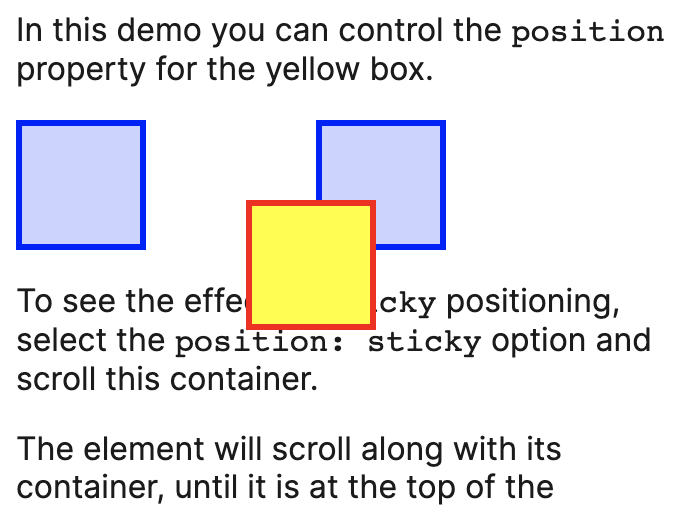 In this demo you can control the position
property for the yellow box.
To see the effe cky positioning,
select the position: sticky option and
scroll this container.
The element will scroll along with its
container, until it is at the top of the